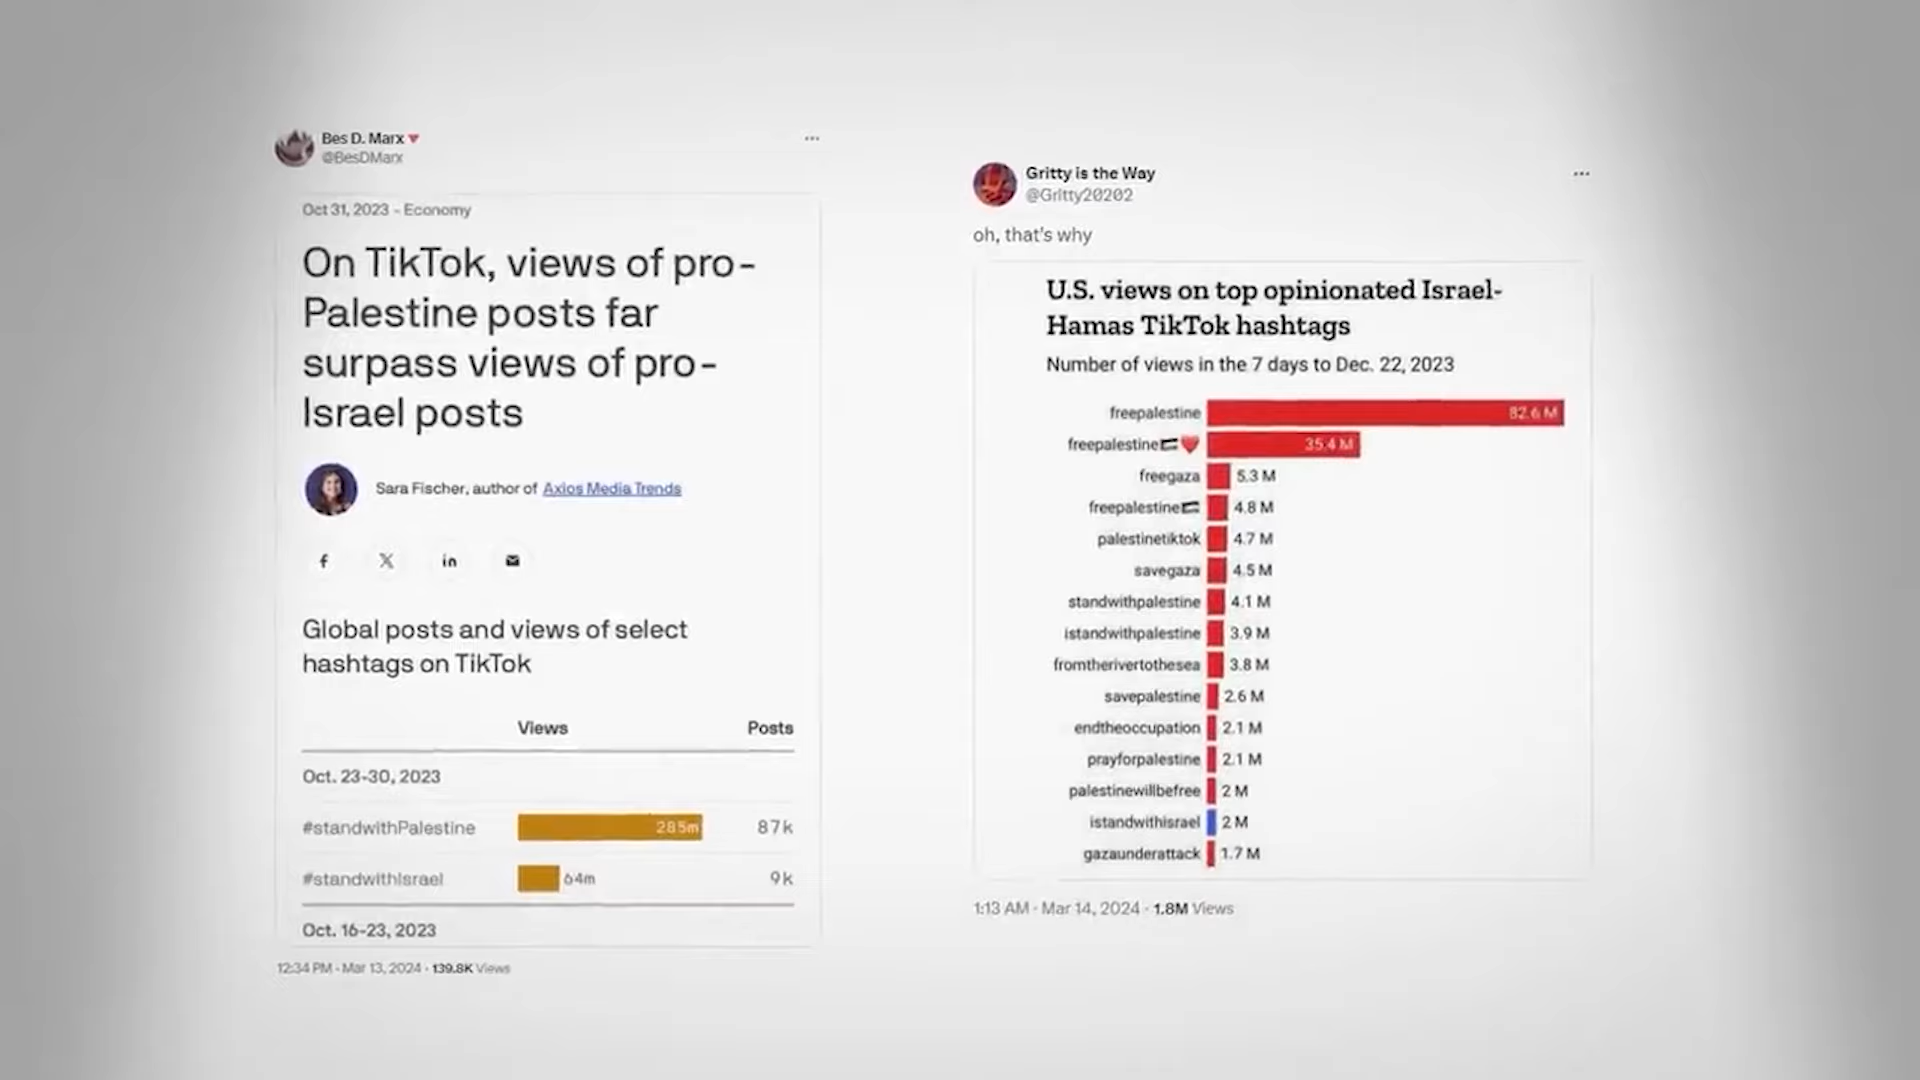 Bes D. Marx
@BesDMarx
Oct 31, 2023 - Economy
On TikTok, views of pro-
Palestine posts far
surpass views of pro-
Israel posts
Sara Fischer, author of Axios Media Trends
Global posts and views of select
hashtags on TikTok
Views Posts
Oct. 23-30, 2023
#standwithPalestine 285m 87k
#standwithIsrael 64m 9k
Oct. 16-23, 2023
12:34 PM · Mar 13, 2024 · 139.8K Views
Gritty is the Way
@Gritty20202
oh, that's why
U.S. views on top opinionated Israel-
Hamas TikTok hashtags
Number of views in the 7 days to Dec. 22, 2023
freepalestine 82.6 M
freepalestine 35.4 M
freegaza 5.3 M
freepalestine 4.8 M
palestinetiktok 4.7 M
savegaza 4.5 M
standwithpalestine 4.1 M
istandwithpalestine 3.9 M
fromtherivertothesea 3.8 M
savepalestine 2.6 M
endtheoccupation 2.1 M
prayforpalestine 2.1 M
palestinewillbefree 2 M
istandwithisrael 2 M
gazaunderattack 1.7 M
1:13 AM · Mar 14, 2024 · 1.8M Views